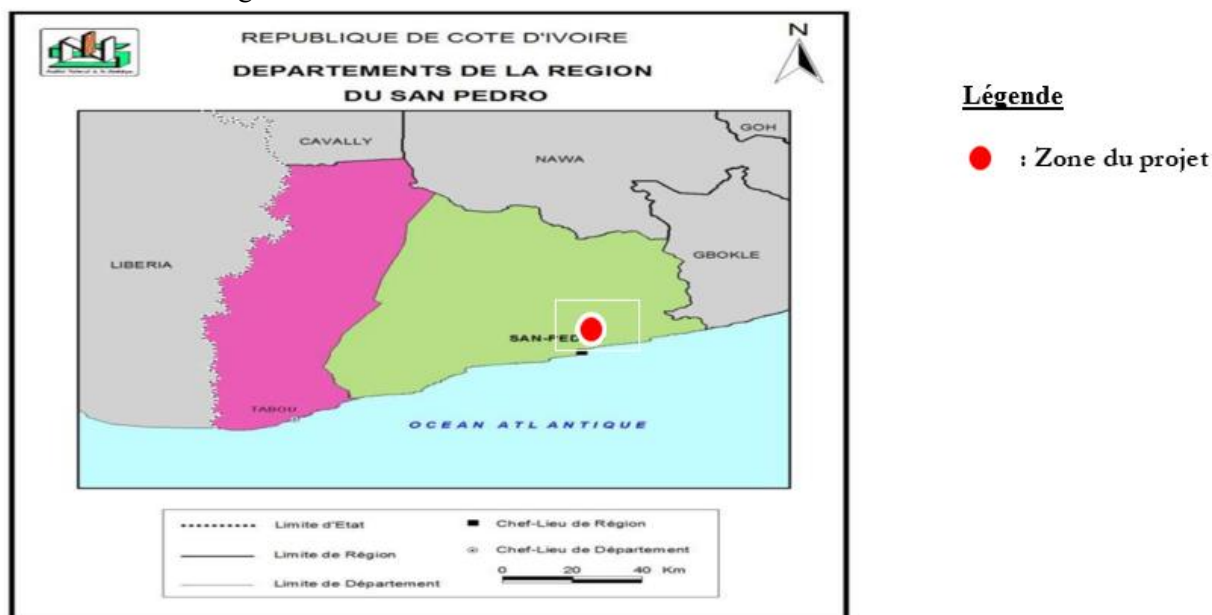 REPUBLIQUE DE COTE D'IVOIRE
N
DEPARTEMENTS DE LA REGION
DU SAN PEDRO
Légende
: Zone du projet
GOH
CAVALLY
NAWA
LIBERIA
GBOKLE
SAN-PED
TABOU
OCEAN ATLANTIQUE
Limite d'Etat
Chef-Lieu de Région
Limite de Région
Chef-Lieu de Département
0 20 40 Km
Limite de Département